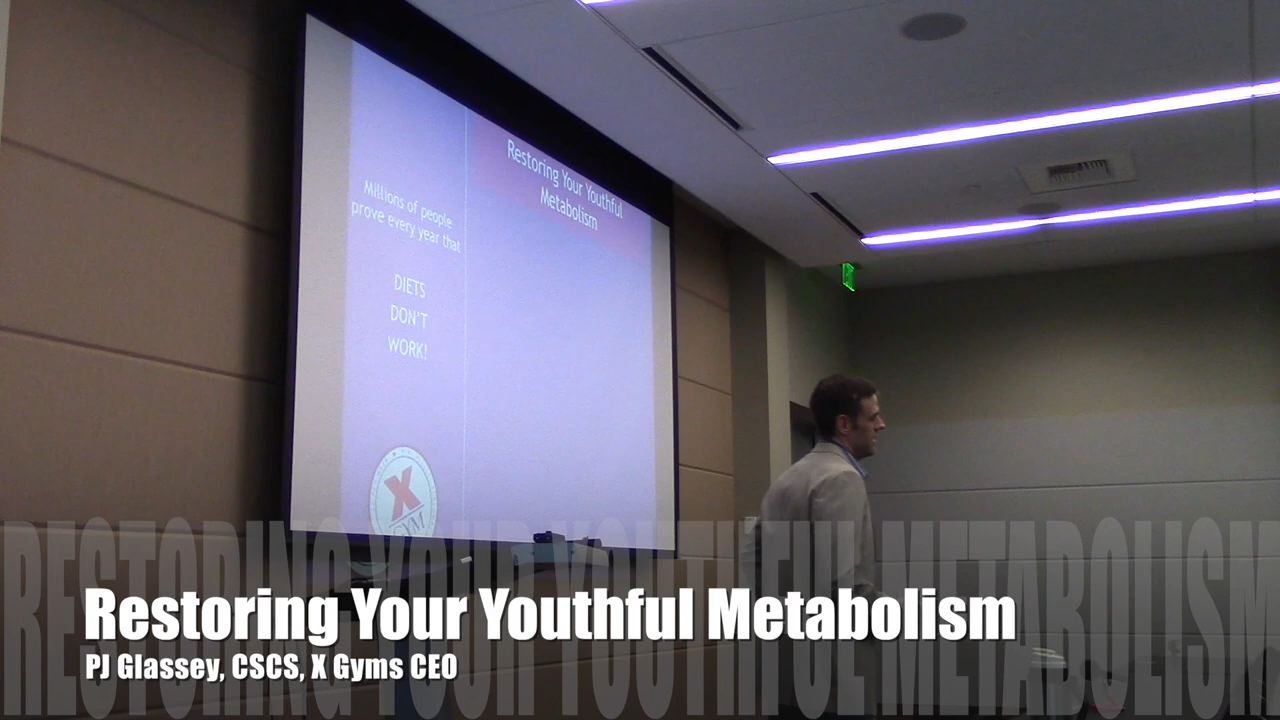 Restoring Your Youthful
Metabolism
Millions of people
prove every year that
DIETS
DON'T
WORK!
X
GYM
RESTORING YOUR YOUTHFUL METABOLISM
Restoring Your Youthful Metabolism
PJ Glassey, CSCS, X Gyms CEO